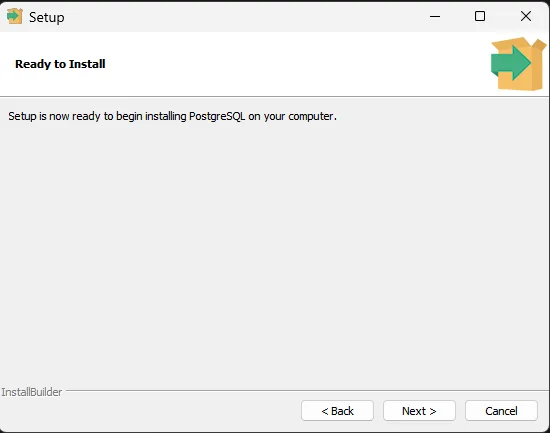 Setup
Ready to Install
Setup is now ready to begin installing PostgreSQL on your computer.
InstallBuilder
< Back
Next >
Cancel